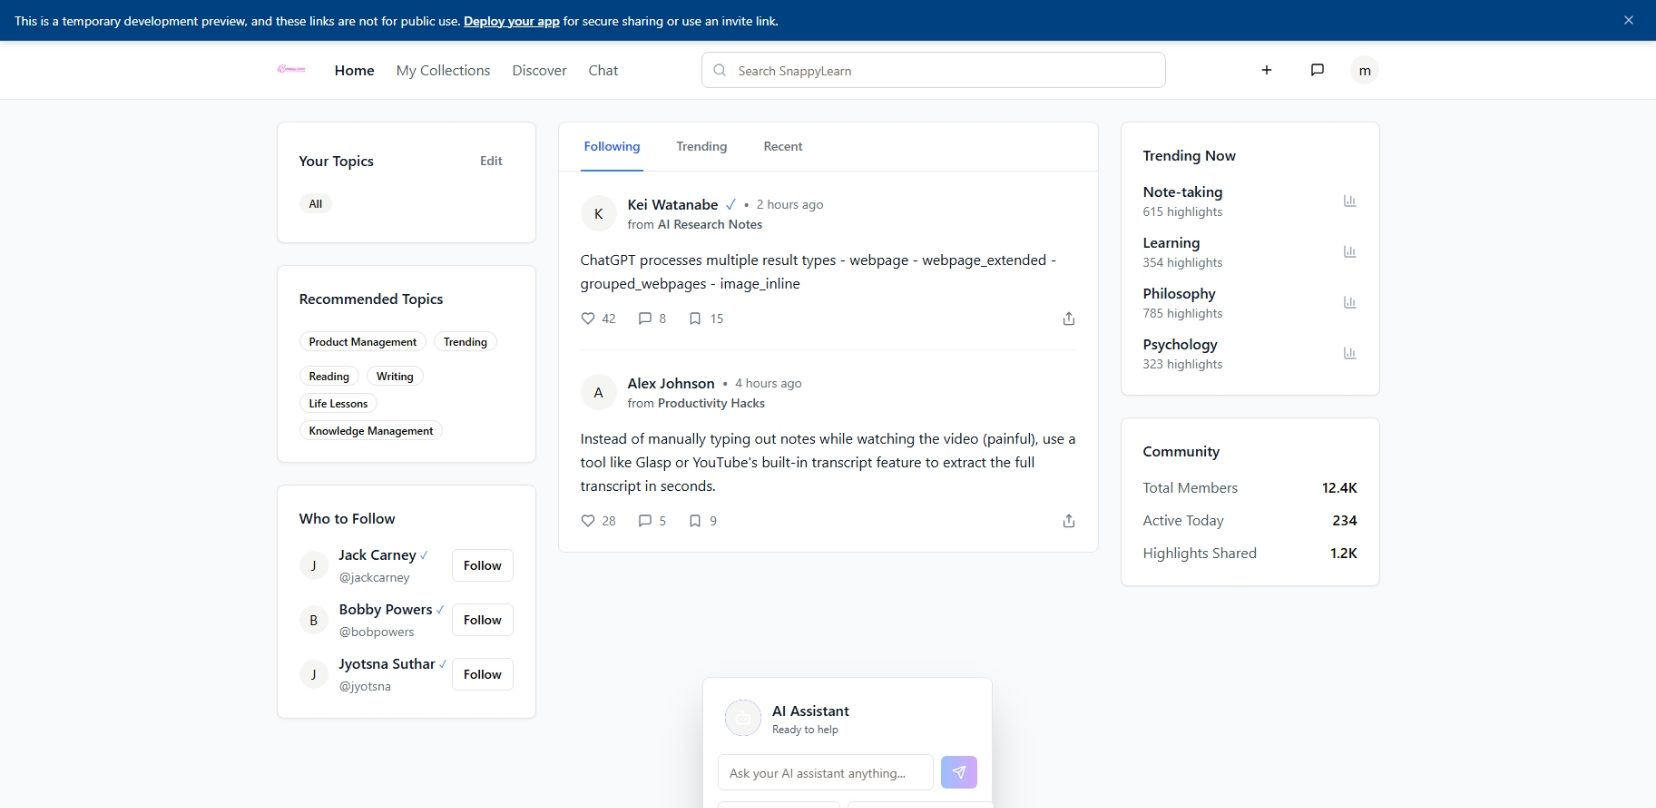 This is a temporary development preview, and these links are not for public use. Deploy your app for secure sharing or use an invite link.
Home My Collections Discover Chat
Search SnappyLearn
m
Your Topics
Edit
All
Recommended Topics
Product Management Trending
Reading Writing
Life Lessons
Knowledge Management
Who to Follow
J
Jack Carney ✓
@jackcarney
Follow
B
Bobby Powers ✓
@bobpowers
Follow
J
Jyotsna Suthar ✓
@jyotsna
Follow
Following Trending Recent
K
Kei Watanabe ✓ • 2 hours ago
from AI Research Notes
ChatGPT processes multiple result types - webpage - webpage_extended -
grouped_webpages - image_inline
42 8 15
A
Alex Johnson • 4 hours ago
from Productivity Hacks
Instead of manually typing out notes while watching the video (painful), use a
tool like Glasp or YouTube's built-in transcript feature to extract the full
transcript in seconds.
28 5 9
AI Assistant
Ready to help
Ask your AI assistant anything...
Trending Now
Note-taking
615 highlights
Learning
354 highlights
Philosophy
785 highlights
Psychology
323 highlights
Community
Total Members 12.4K
Active Today 234
Highlights Shared 1.2K